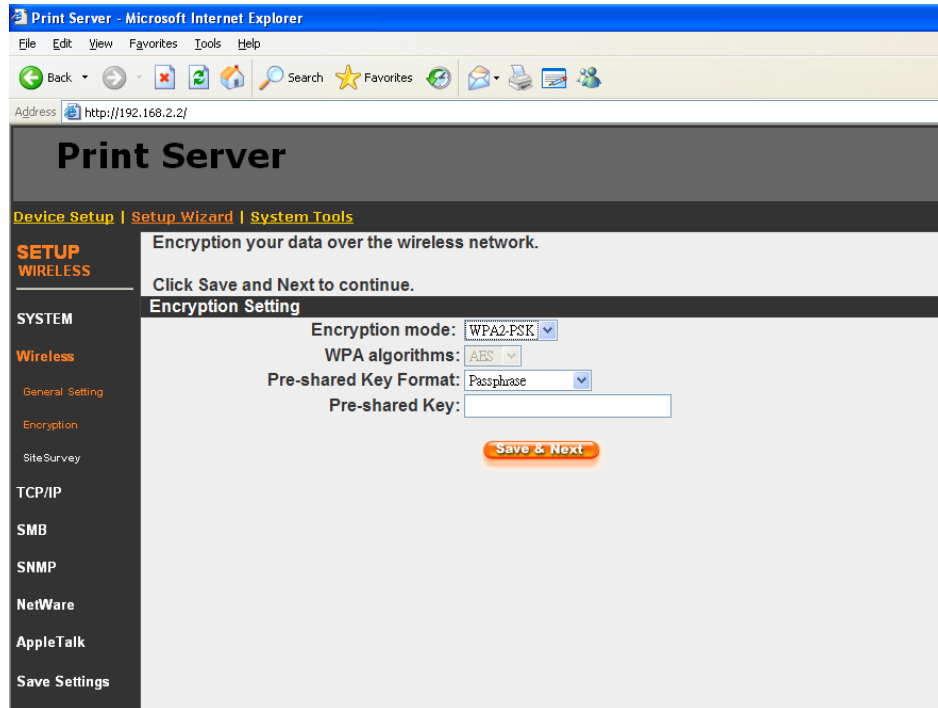 Print Server - Microsoft Internet Explorer
File Edit View Favorites Tools Help
Back Search Favorites
Address http://192.168.2.2/
Print Server
Device Setup | Setup Wizard | System Tools
SETUP
WIRELESS
SYSTEM
Wireless
General Setting
Encryption
SiteSurvey
TCP/IP
SMB
SNMP
NetWare
AppleTalk
Save Settings
Encryption your data over the wireless network.
Click Save and Next to continue.
Encryption Setting
Encryption mode: WPA2-PSK
WPA algorithms: AES
Pre-shared Key Format: Passphrase
Pre-shared Key:
Save & Next